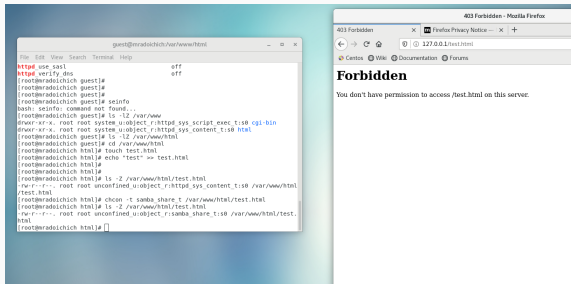 guest@mradoichich:/var/www/html
File Edit View Search Terminal Help
httpd_use_sasl off
httpd_verify_dns off
[root@mradoichich guest]#
[root@mradoichich guest]#
[root@mradoichich guest]#
[root@mradoichich guest]# seinfo
bash: seinfo: command not found...
[root@mradoichich guest]# ls -lZ /var/www
drwxr-xr-x. root root system_u:object_r:httpd_sys_script_exec_t:s0 cgi-bin
drwxr-xr-x. root root system_u:object_r:httpd_sys_content_t:s0 html
[root@mradoichich guest]# ls -lZ /var/www/html
[root@mradoichich guest]# cd /var/www/html
[root@mradoichich html]# touch test.html
[root@mradoichich html]# echo "test" >> test.html
[root@mradoichich html]#
[root@mradoichich html]#
[root@mradoichich html]# ls -Z /var/www/html/test.html
-rw-r--r--. root root unconfined_u:object_r:httpd_sys_content_t:s0 /var/www/html
/test.html
[root@mradoichich html]# chcon -t samba_share_t /var/www/html/test.html
[root@mradoichich html]# ls -Z /var/www/html/test.html
-rw-r--r--. root root unconfined_u:object_r:samba_share_t:s0 /var/www/html/test.
html
[root@mradoichich html]#
403 Forbidden - Mozilla Firefox
403 Forbidden
Firefox Privacy Notice —
127.0.0.1/test.html
Centos Wiki Documentation Forums
Forbidden
You don't have permission to access /test.html on this server.